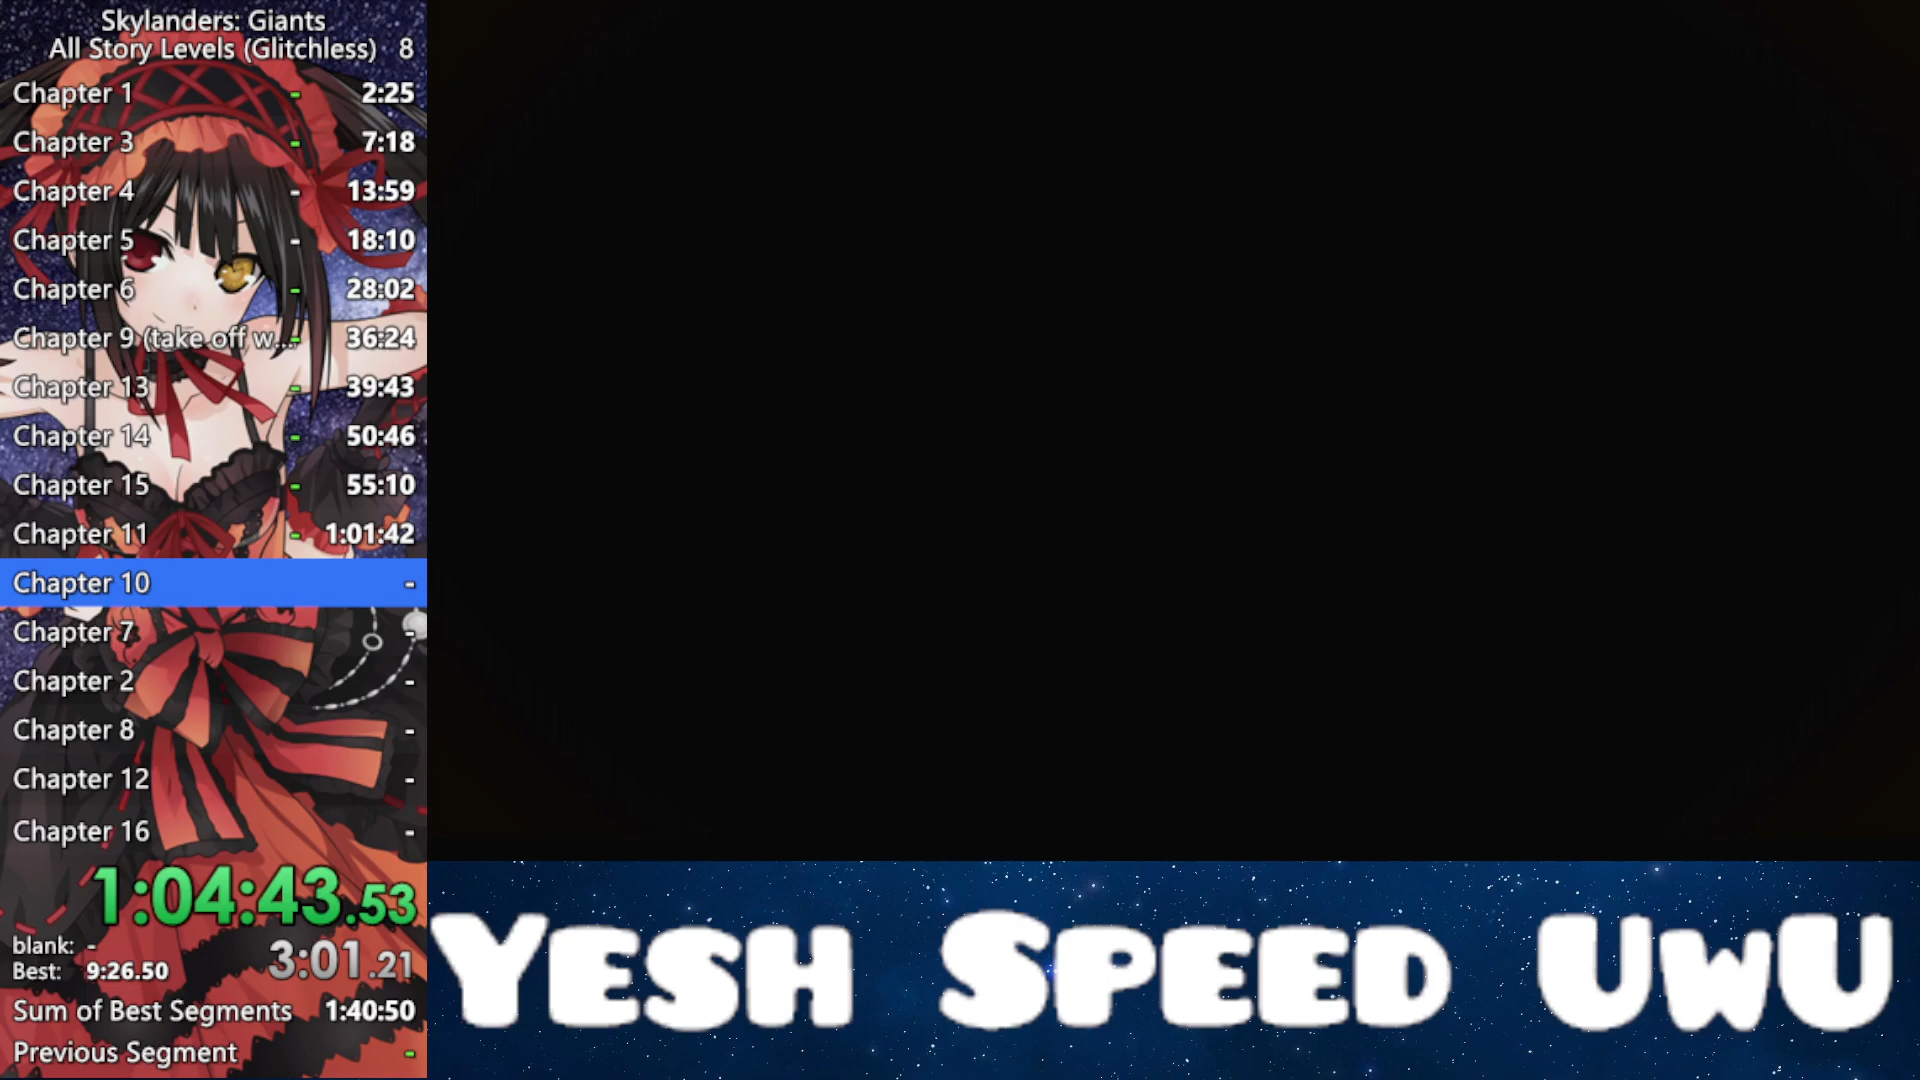 Skylanders: Giants
All Story Levels (Glitchless) 8
Chapter 1 - 2:25
Chapter 3 - 7:18
Chapter 4 - 13:59
Chapter 5 - 18:10
Chapter 6 - 28:02
Chapter 9 (take off w... - 36:24
Chapter 13 - 39:43
Chapter 14 - 50:46
Chapter 15 - 55:10
Chapter 11 - 1:01:42
Chapter 10 -
Chapter 7 -
Chapter 2 -
Chapter 8 -
Chapter 12 -
Chapter 16 -
1:04:43.53
blank: -
Best: 9:26.50 3:01.21
Sum of Best Segments 1:40:50
Previous Segment -
Yesh Speed UwU